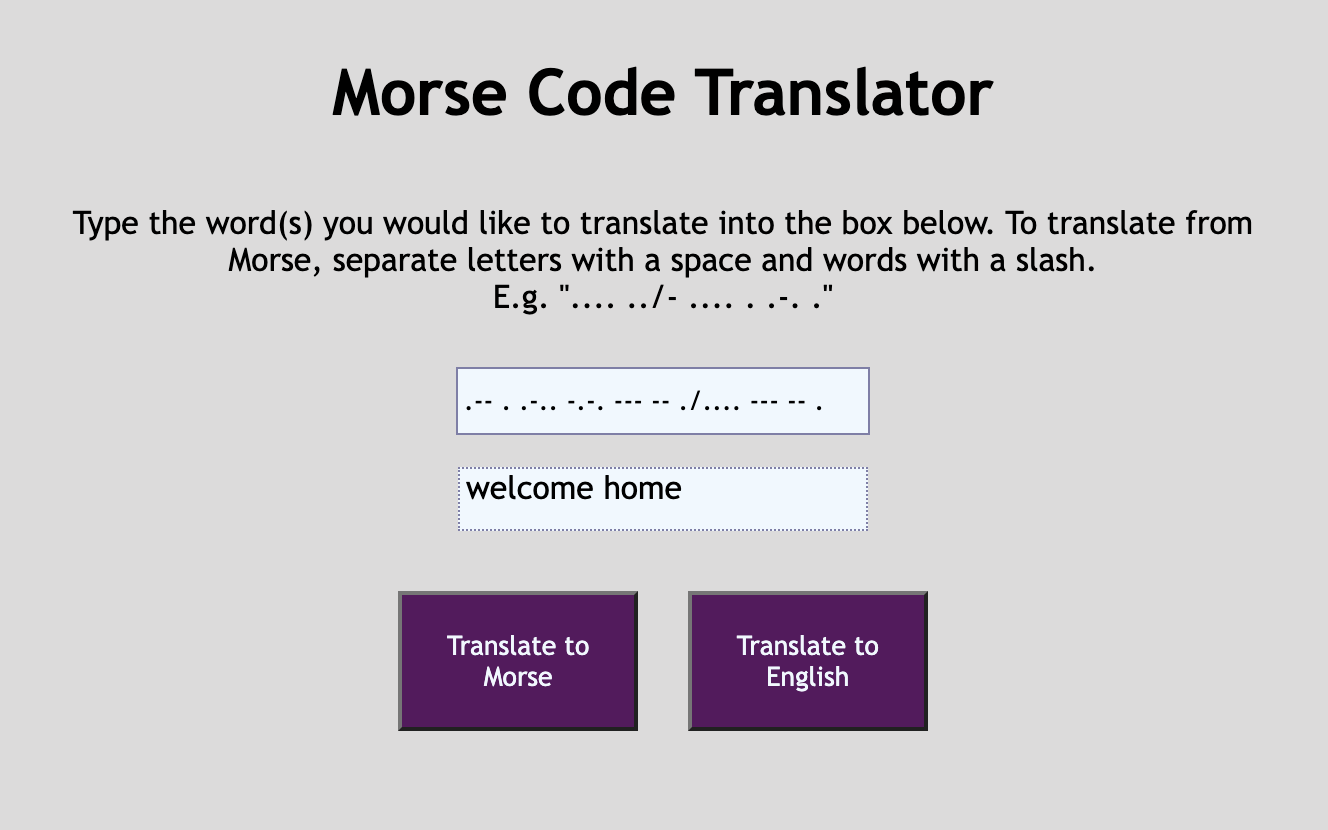 Morse Code Translator
Type the word(s) you would like to translate into the box below. To translate from
Morse, separate letters with a space and words with a slash.
E.g. ".... ../- .... . .-. ."
.-- . .-.. -.-. --- -- ./.... --- -- .
welcome home
Translate to
Morse
Translate to
English